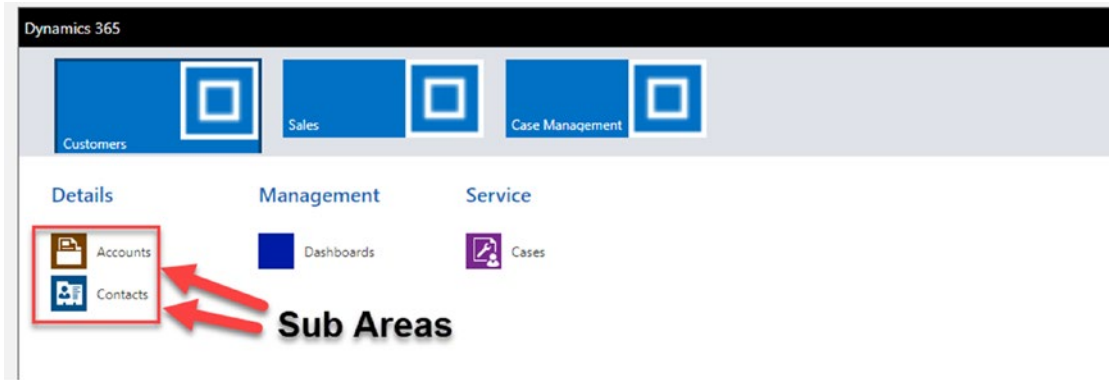 Dynamics 365
Customers
Sales
Case Management
Details
Management
Service
Accounts
Dashboards
Cases
Contacts
Sub Areas